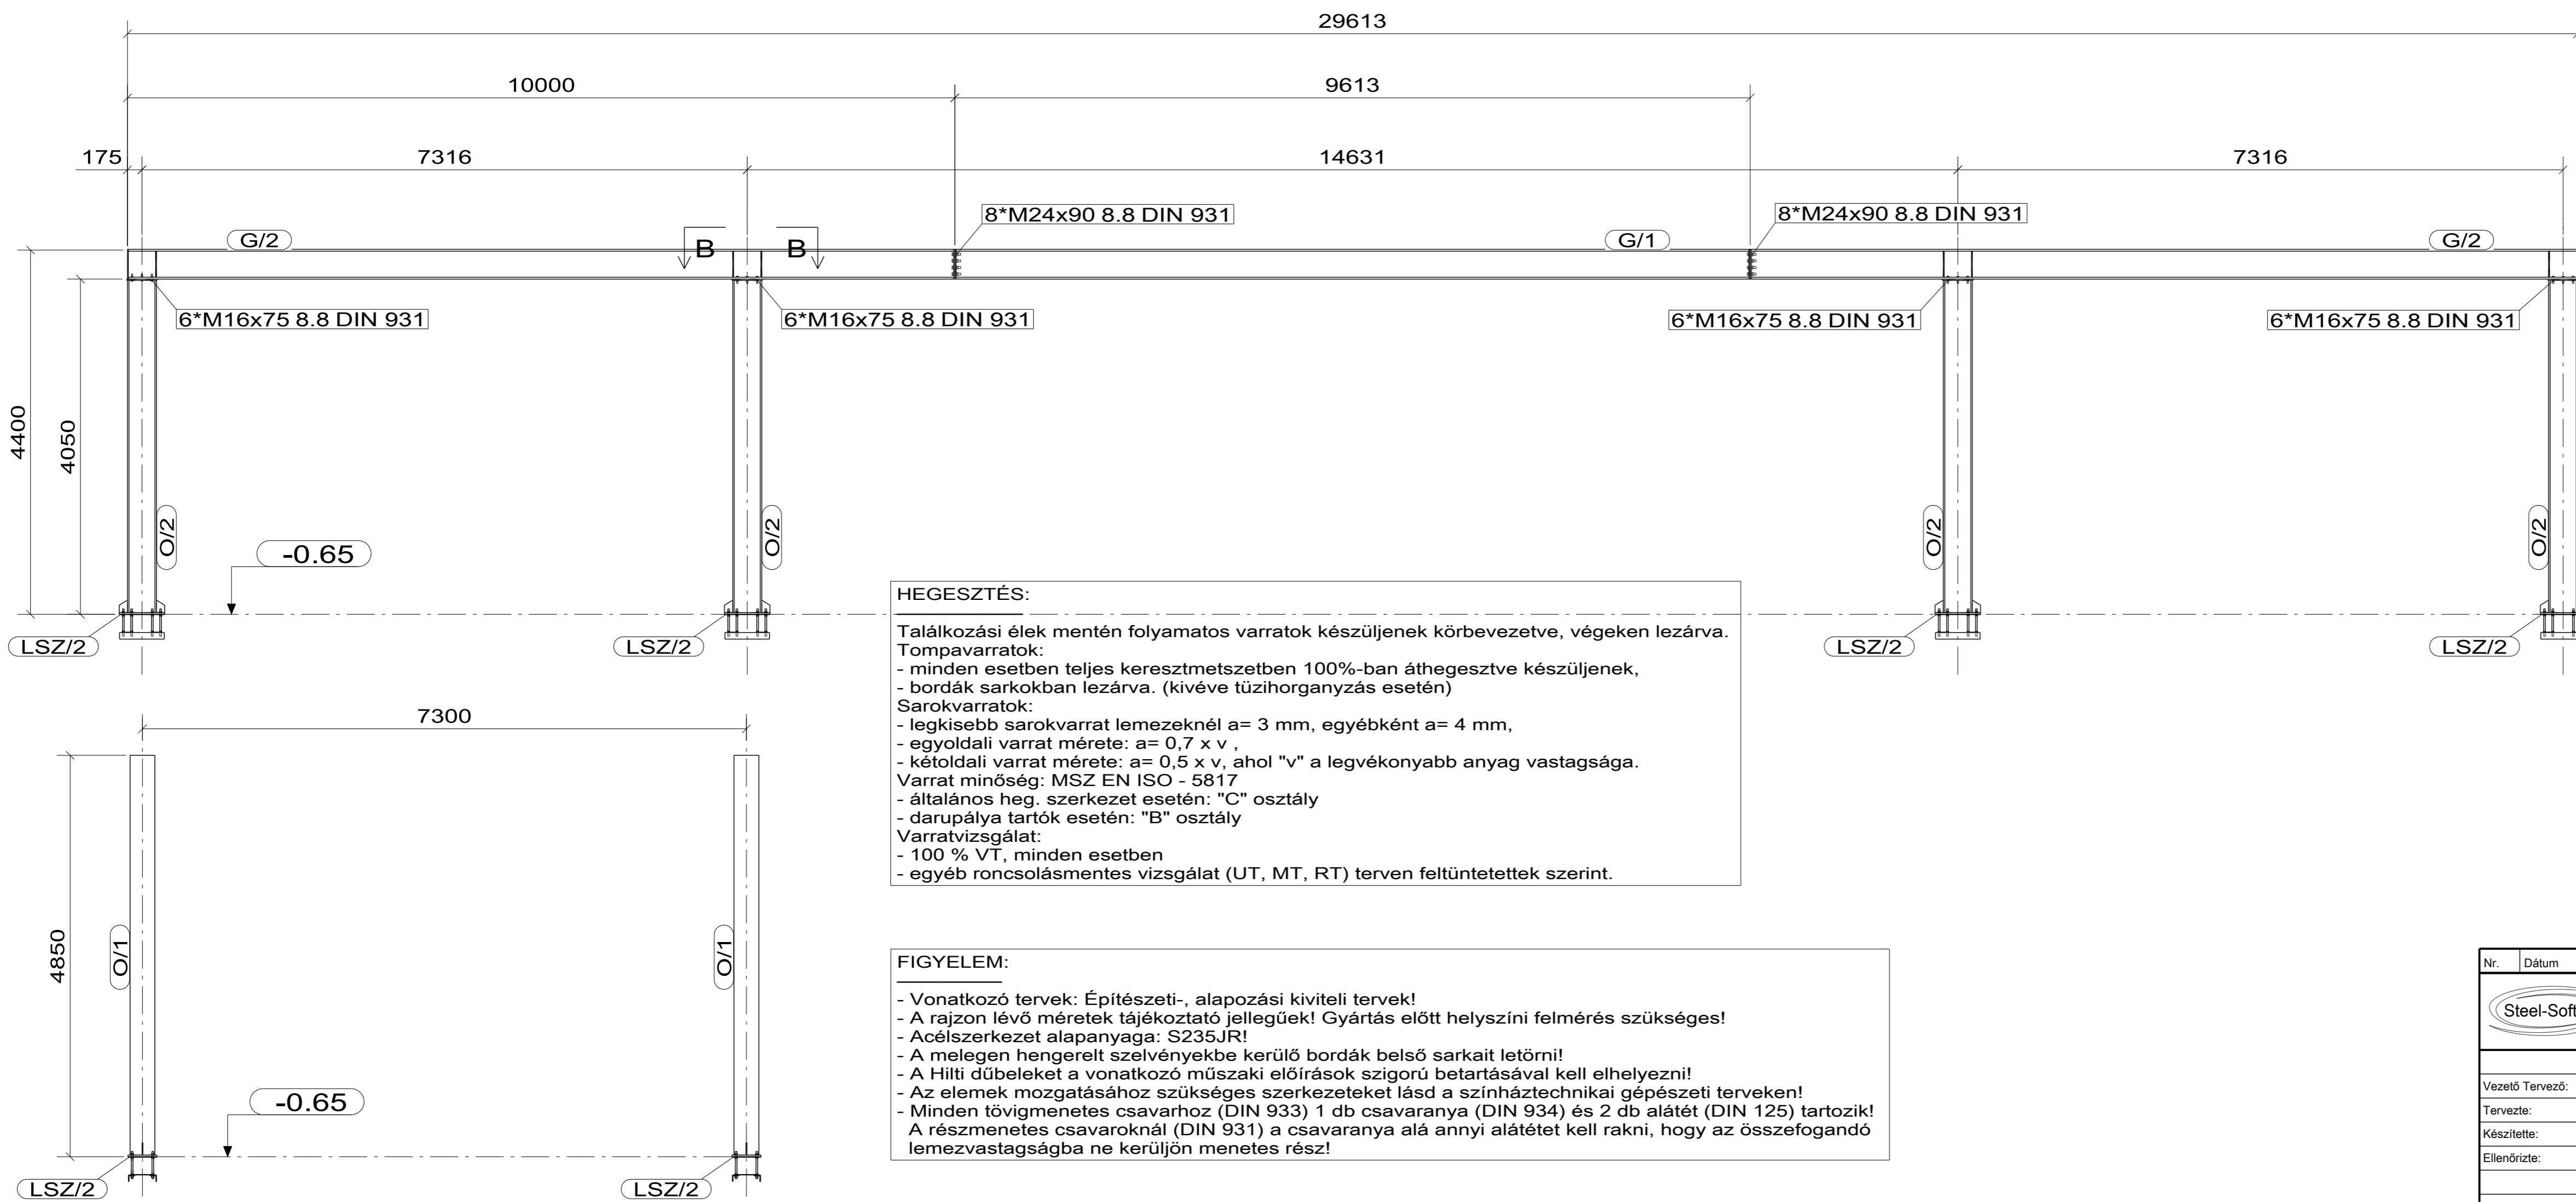 29613
10000
9613
175
7316
14631
7316
8*M24x90 8.8 DIN 931
8*M24x90 8.8 DIN 931
G/2
B
B
G/1
G/2
6*M16x75 8.8 DIN 931
6*M16x75 8.8 DIN 931
6*M16x75 8.8 DIN 931
6*M16x75 8.8 DIN 931
4400
4050
O/2
O/2
O/2
O/2
-0.65
LSZ/2
LSZ/2
LSZ/2
LSZ/2
HEGESZTÉS:
Találkozási élek mentén folyamatos varratok készüljenek körbevezetve, végeken lezárva.
Tompavarratok:
- minden esetben teljes keresztmetszetben 100%-ban áthegesztve készüljenek,
- bordák sarkokban lezárva. (kivéve tüzihorganyzás esetén)
Sarokvarratok:
- legkisebb sarokvarrat lemezeknél a= 3 mm, egyébként a= 4 mm,
- egyoldali varrat mérete: a= 0,7 x v ,
- kétoldali varrat mérete: a= 0,5 x v, ahol "v" a legvékonyabb anyag vastagsága.
Varrat minőség: MSZ EN ISO - 5817
- általános heg. szerkezet esetén: "C" osztály
- darupálya tartók esetén: "B" osztály
Varratvizsgálat:
- 100 % VT, minden esetben
- egyéb roncsolásmentes vizsgálat (UT, MT, RT) terven feltüntetettek szerint.
7300
4850
O/1
O/1
-0.65
LSZ/2
LSZ/2
FIGYELEM:
- Vonatkozó tervek: Építészeti-, alapozási kiviteli tervek!
- A rajzon lévő méretek tájékoztató jellegűek! Gyártás előtt helyszíni felmérés szükséges!
- Acélszerkezet alapanyaga: S235JR!
- A melegen hengerelt szelvényekbe kerülő bordák belső sarkait letörni!
- A Hilti dűbeleket a vonatkozó műszaki előírások szigorú betartásával kell elhelyezni!
- Az elemek mozgatásához szükséges szerkezeteket lásd a színháztechnikai gépészeti terveken!
- Minden tövigmenetes csavarhoz (DIN 933) 1 db csavaranya (DIN 934) és 2 db alátét (DIN 125) tartozik!
A részmenetes csavaroknál (DIN 931) a csavaranya alá annyi alátétet kell rakni, hogy az összefogandó
lemezvastagságba ne kerüljön menetes rész!
Nr. Dátum
Steel-Soft
Vezető Tervező:
Tervezte:
Készítette:
Ellenőrizte: